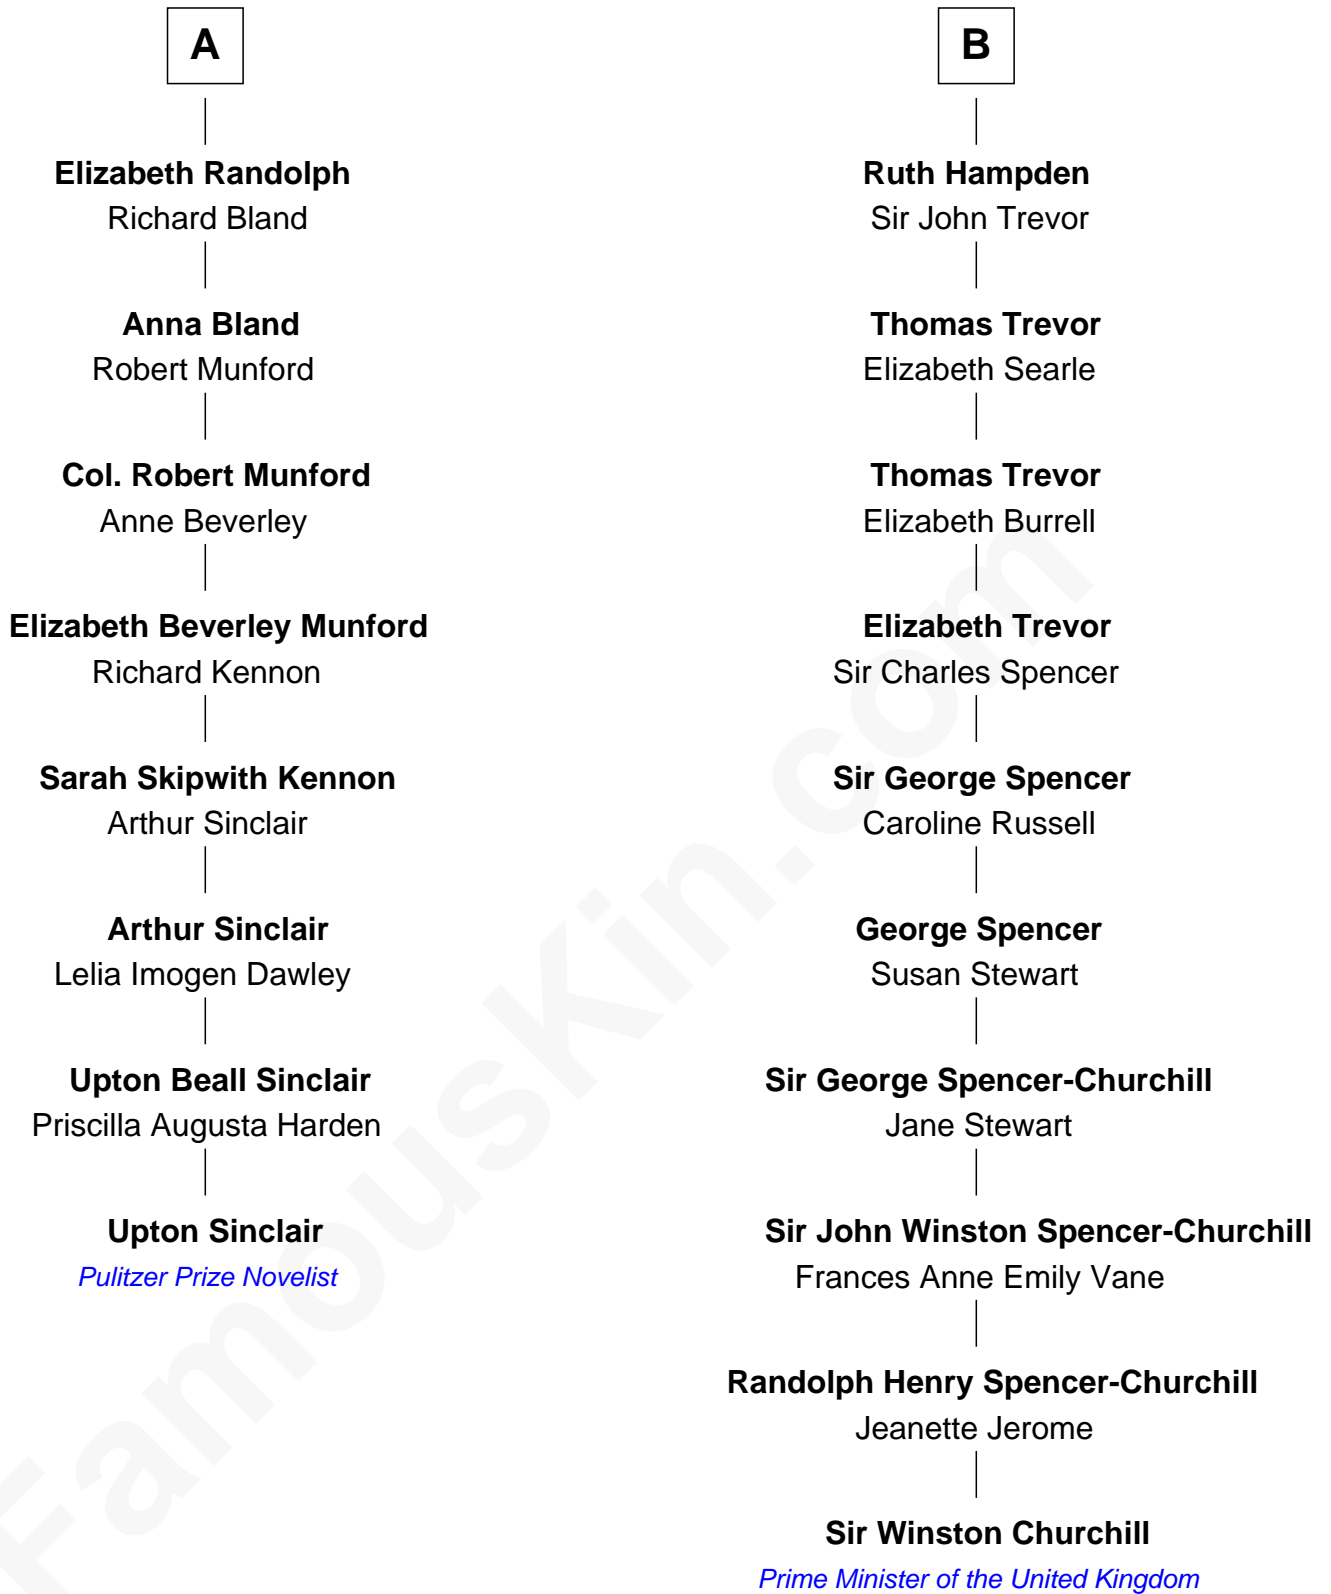 A
Elizabeth Randolph
Richard Bland
Anna Bland
Robert Munford
Col. Robert Munford
Anne Beverley
Elizabeth Beverley Munford
Richard Kennon
Sarah Skipwith Kennon
Arthur Sinclair
Arthur Sinclair
Lelia Imogen Dawley
Upton Beall Sinclair
Priscilla Augusta Harden
Upton Sinclair
Pulitzer Prize Novelist
B
Ruth Hampden
Sir John Trevor
Thomas Trevor
Elizabeth Searle
Thomas Trevor
Elizabeth Burrell
Elizabeth Trevor
Sir Charles Spencer
Sir George Spencer
Caroline Russell
George Spencer
Susan Stewart
Sir George Spencer-Churchill
Jane Stewart
Sir John Winston Spencer-Churchill
Frances Anne Emily Vane
Randolph Henry Spencer-Churchill
Jeanette Jerome
Sir Winston Churchill
Prime Minister of the United Kingdom
FamousKin.com